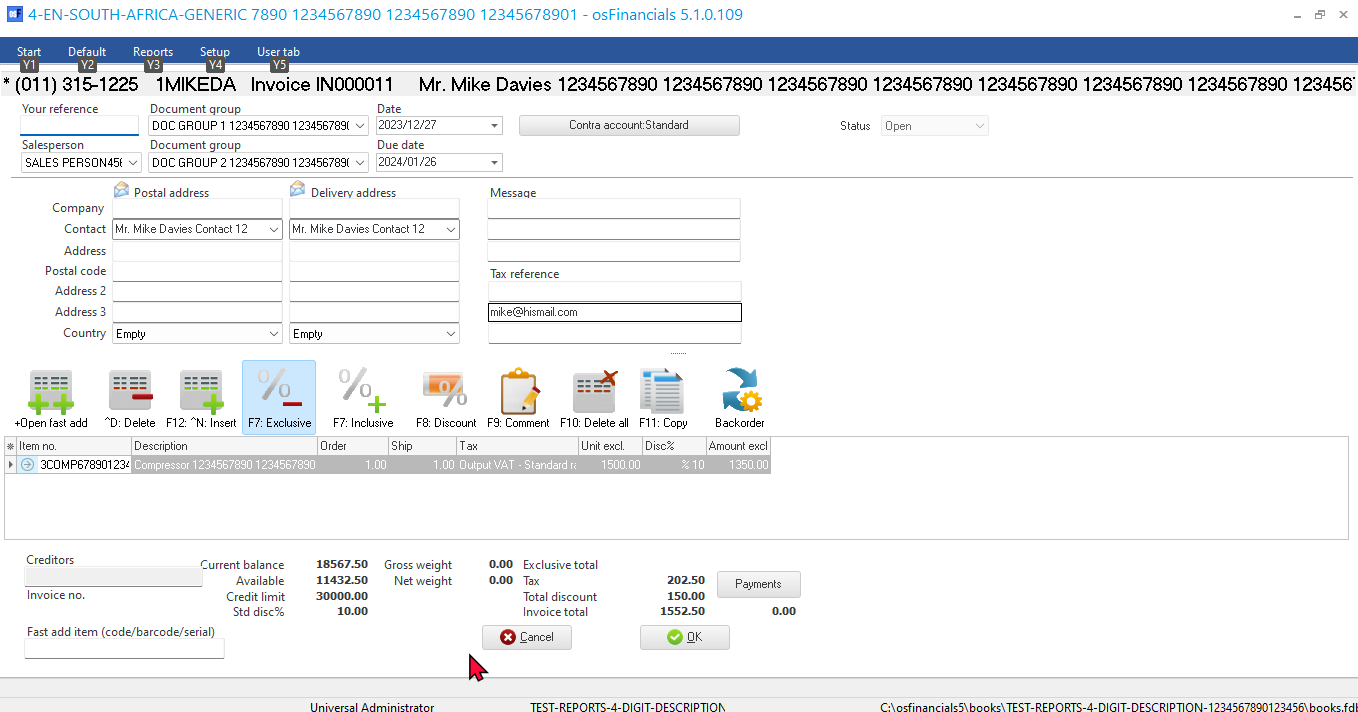 4-EN-SOUTH-AFRICA-GENERIC 7890 1234567890 1234567890 12345678901 - osFinancials 5.1.0.109
Start Default Reports Setup User tab
Y1 Y2 Y3 Y4 Y5
* (011) 315-1225 1MIKEDA Invoice IN000011 Mr. Mike Davies 1234567890 1234567890 1234567890 1234567890 1234567890 1234567890 1234567890 123456
Your reference Document group Date
DOC GROUP 1 1234567890 1234567890 2023/12/27 Contra account:Standard Status Open
Salesperson Document group Due date
SALES PERSON456 DOC GROUP 2 1234567890 1234567890 2024/01/26
Postal address Delivery address Message
Company
Contact Mr. Mike Davies Contact 12 Mr. Mike Davies Contact 12
Address
Postal code Tax reference
Address 2
Address 3 mike@hismail.com
Country Empty Empty
+Open fast add ^D: Delete F12: ^N: Insert F7: Exclusive F7: Inclusive F8: Discount F9: Comment F10: Delete all F11: Copy Backorder
Item no. Description Order Ship Tax Unit excl. Disc% Amount excl
3COMP678901234 Compressor 1234567890 1234567890 1.00 1.00 Output VAT - Standard ra 1500.00 % 10 1350.00
Creditors Current balance 18567.50 Gross weight 0.00 Exclusive total
Available 11432.50 Net weight 0.00 Tax 202.50 Payments
Invoice no. Credit limit 30000.00 Total discount 150.00
Std disc% 10.00 Invoice total 1552.50 0.00
Fast add item (code/barcode/serial) Cancel OK
Universal Administrator TEST-REPORTS-4-DIGIT-DESCRIPTION C:\osfinancials5\books\TEST-REPORTS-4-DIGIT-DESCRIPTION-1234567890123456\books.fdb